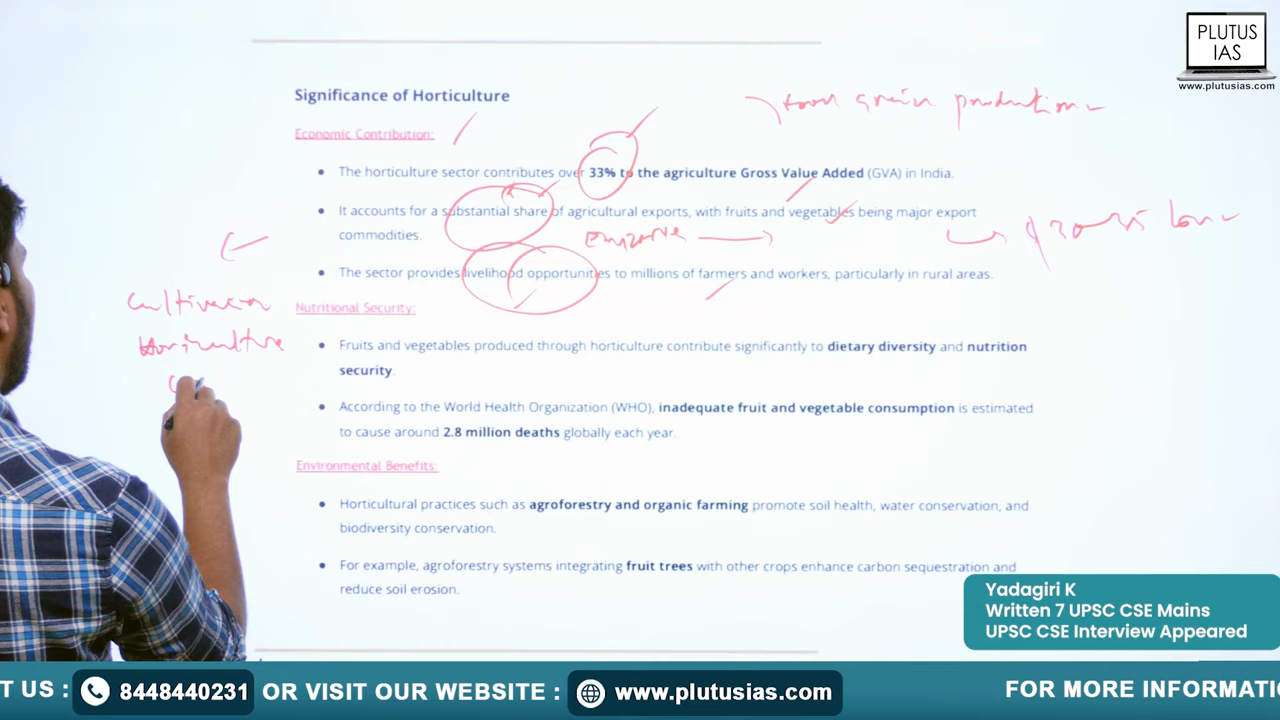 PLUTUS
IAS
www.plutusias.com
Significance of Horticulture
food grain production
Economic Contribution:
• The horticulture sector contributes over 33% to the agriculture Gross Value Added (GVA) in India.
• It accounts for a substantial share of agricultural exports, with fruits and vegetables being major export
commodities.
• The sector provides livelihood opportunities to millions of farmers and workers, particularly in rural areas.
Cultivation
Horticulture
Nutritional Security:
• Fruits and vegetables produced through horticulture contribute significantly to dietary diversity and nutrition
security.
• According to the World Health Organization (WHO), inadequate fruit and vegetable consumption is estimated
to cause around 2.8 million deaths globally each year.
Environmental Benefits:
• Horticultural practices such as agroforestry and organic farming promote soil health, water conservation, and
biodiversity conservation.
• For example, agroforestry systems integrating fruit trees with other crops enhance carbon sequestration and
reduce soil erosion.
Yadagiri K
Written 7 UPSC CSE Mains
UPSC CSE Interview Appeared
T US : 8448440231 OR VISIT OUR WEBSITE : www.plutusias.com FOR MORE INFORMATI